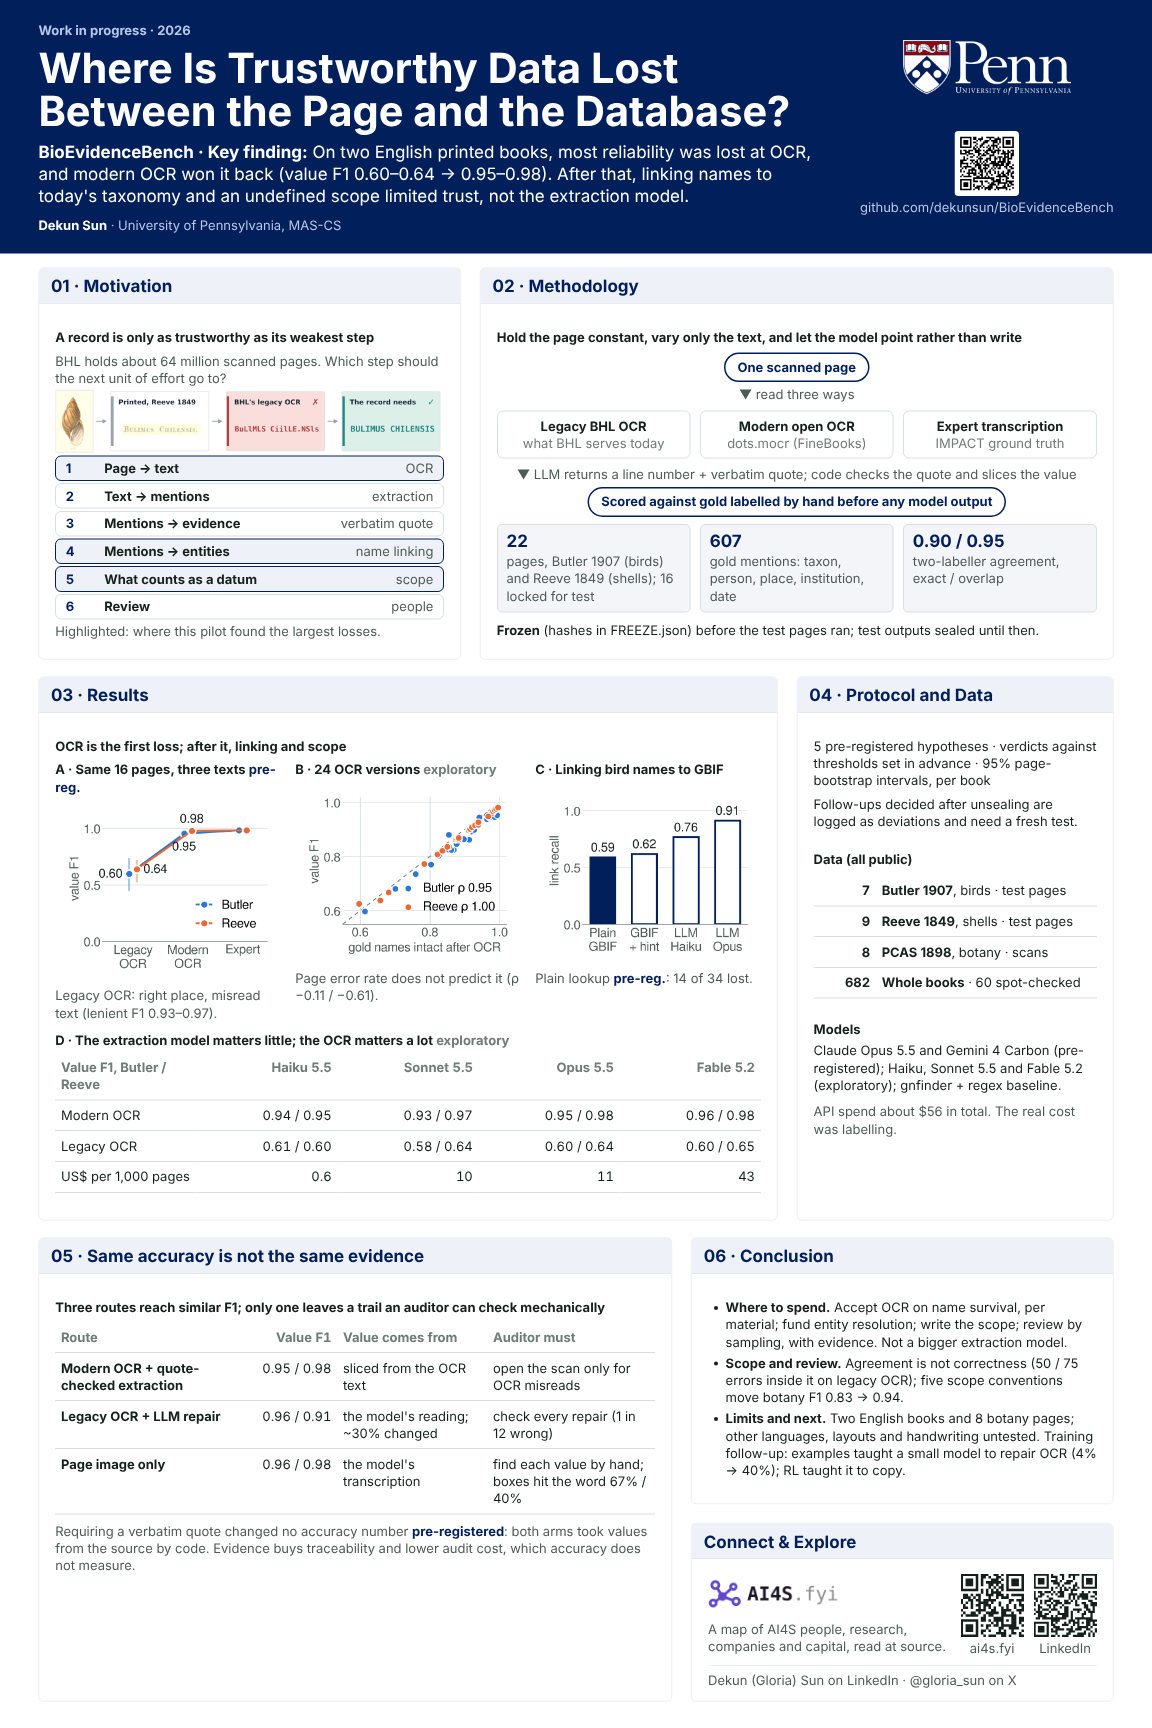 Work in progress · 2026
Where Is Trustworthy Data Lost
Between the Page and the Database?
BioEvidenceBench · Key finding: On two English printed books, most reliability was lost at OCR,
and modern OCR won it back (value F1 0.60–0.64 → 0.95–0.98). After that, linking names to
today's taxonomy and an undefined scope limited trust, not the extraction model.
Dekun Sun · University of Pennsylvania, MAS-CS
Penn
UNIVERSITY of PENNSYLVANIA
github.com/dekunsun/BioEvidenceBench
01 · Motivation
A record is only as trustworthy as its weakest step
BHL holds about 64 million scanned pages. Which step should
the next unit of effort go to?
Printed, Reeve 1849
BULIMUS CHILENSIS.
BHL's legacy OCR ✗
BuLlMLS CiilLE.NSls
The record needs ✓
BULIMUS CHILENSIS
1 Page → text OCR
2 Text → mentions extraction
3 Mentions → evidence verbatim quote
4 Mentions → entities name linking
5 What counts as a datum scope
6 Review people
Highlighted: where this pilot found the largest losses.
02 · Methodology
Hold the page constant, vary only the text, and let the model point rather than write
One scanned page
▼ read three ways
Legacy BHL OCR
what BHL serves today
Modern open OCR
dots.mocr (FineBooks)
Expert transcription
IMPACT ground truth
▼ LLM returns a line number + verbatim quote; code checks the quote and slices the value
Scored against gold labelled by hand before any model output
22
pages, Butler 1907 (birds)
and Reeve 1849 (shells); 16
locked for test
607
gold mentions: taxon,
person, place, institution,
date
0.90 / 0.95
two-labeller agreement,
exact / overlap
Frozen (hashes in FREEZE.json) before the test pages ran; test outputs sealed until then.
03 · Results
OCR is the first loss; after it, linking and scope
A · Same 16 pages, three texts pre-
reg.
value F1
1.0
0.5
0.0
0.60
0.64
0.98
0.95
Butler
Reeve
Legacy
OCR
Modern
OCR
Expert
Legacy OCR: right place, misread
text (lenient F1 0.93–0.97).
B · 24 OCR versions exploratory
value F1
1.0
0.8
0.6
Butler ρ 0.95
Reeve ρ 1.00
0.6 0.8 1.0
gold names intact after OCR
Page error rate does not predict it (ρ
−0.11 / −0.61).
C · Linking bird names to GBIF
link recall
1.0
0.5
0.0
0.59
0.62
0.76
0.91
Plain
GBIF
GBIF
+ hint
LLM
Haiku
LLM
Opus
Plain lookup pre-reg.: 14 of 34 lost.
D · The extraction model matters little; the OCR matters a lot exploratory
Value F1, Butler /
Reeve
Haiku 5.5 Sonnet 5.5 Opus 5.5 Fable 5.2
Modern OCR 0.94 / 0.95 0.93 / 0.97 0.95 / 0.98 0.96 / 0.98
Legacy OCR 0.61 / 0.60 0.58 / 0.64 0.60 / 0.64 0.60 / 0.65
US$ per 1,000 pages 0.6 10 11 43
04 · Protocol and Data
5 pre-registered hypotheses · verdicts against
thresholds set in advance · 95% page-
bootstrap intervals, per book
Follow-ups decided after unsealing are
logged as deviations and need a fresh test.
Data (all public)
7 Butler 1907, birds · test pages
9 Reeve 1849, shells · test pages
8 PCAS 1898, botany · scans
682 Whole books · 60 spot-checked
Models
Claude Opus 5.5 and Gemini 4 Carbon (pre-
registered); Haiku, Sonnet 5.5 and Fable 5.2
(exploratory); gnfinder + regex baseline.
API spend about $56 in total. The real cost
was labelling.
05 · Same accuracy is not the same evidence
Three routes reach similar F1; only one leaves a trail an auditor can check mechanically
Route Value F1 Value comes from Auditor must
Modern OCR + quote-
checked extraction
0.95 / 0.98
sliced from the OCR
text
open the scan only for
OCR misreads
Legacy OCR + LLM repair
0.96 / 0.91
the model's reading;
~30% changed
check every repair (1 in
12 wrong)
Page image only
0.96 / 0.98
the model's
transcription
find each value by hand;
boxes hit the word 67% /
40%
Requiring a verbatim quote changed no accuracy number pre-registered: both arms took values
from the source by code. Evidence buys traceability and lower audit cost, which accuracy does
not measure.
06 · Conclusion
• Where to spend. Accept OCR on name survival, per
material; fund entity resolution; write the scope; review by
sampling, with evidence. Not a bigger extraction model.
• Scope and review. Agreement is not correctness (50 / 75
errors inside it on legacy OCR); five scope conventions
move botany F1 0.83 → 0.94.
• Limits and next. Two English books and 8 botany pages;
other languages, layouts and handwriting untested. Training
follow-up: examples taught a small model to repair OCR (4%
→ 40%); RL taught it to copy.
Connect & Explore
AI4S.fyi
A map of AI4S people, research,
companies and capital, read at source.
ai4s.fyi
LinkedIn
Dekun (Gloria) Sun on LinkedIn · @gloria_sun on X